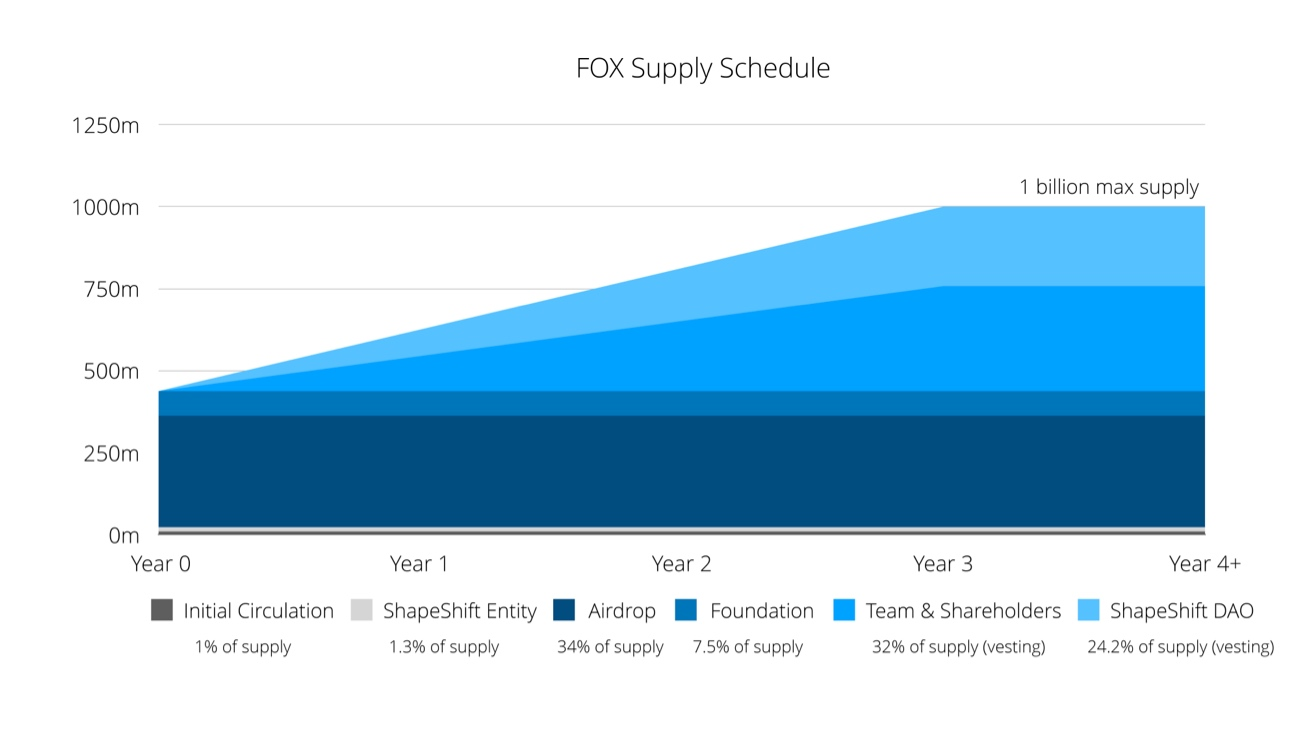 FOX Supply Schedule
1250m
1 billion max supply
1000m
750m
500m
250m
0m
Year 0 Year 1 Year 2 Year 3 Year 4+
Initial Circulation ShapeShift Entity Airdrop Foundation Team & Shareholders ShapeShift DAO
1% of supply 1.3% of supply 34% of supply 7.5% of supply 32% of supply (vesting) 24.2% of supply (vesting)